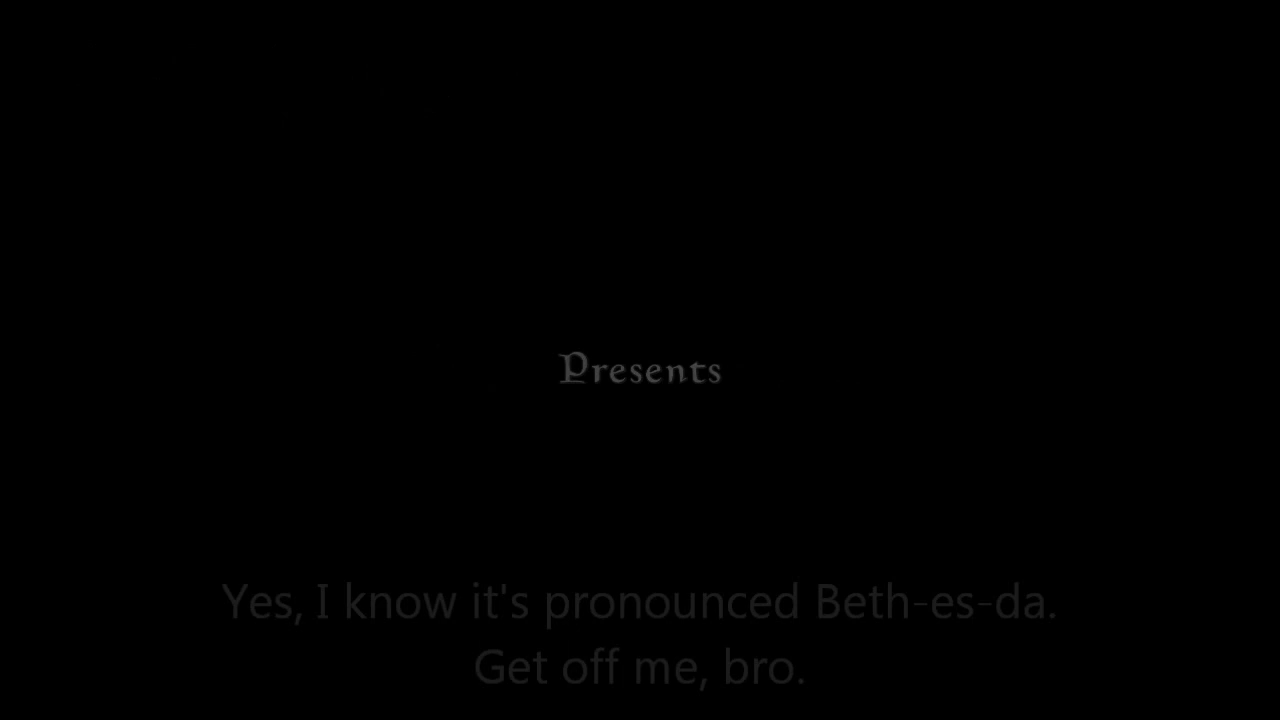 Presents
Yes, I know it's pronounced Beth-es-da.
Get off me, bro.